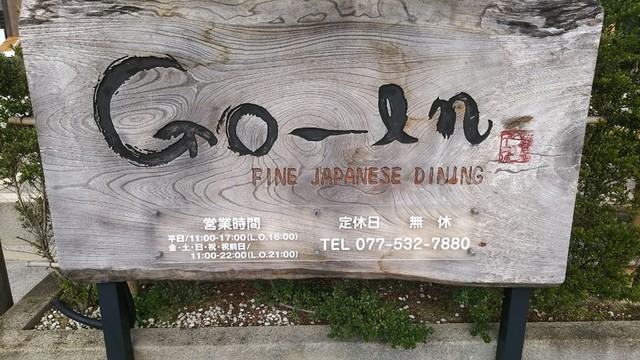 Go-en
FINE JAPANESE DINING
営業時間
平日/11:00-17:00(L.O.16:00)
金・土・日・祝・祝前日/
11:00-22:00(L.O.21:00)
定休日 無休
TEL 077-532-7880